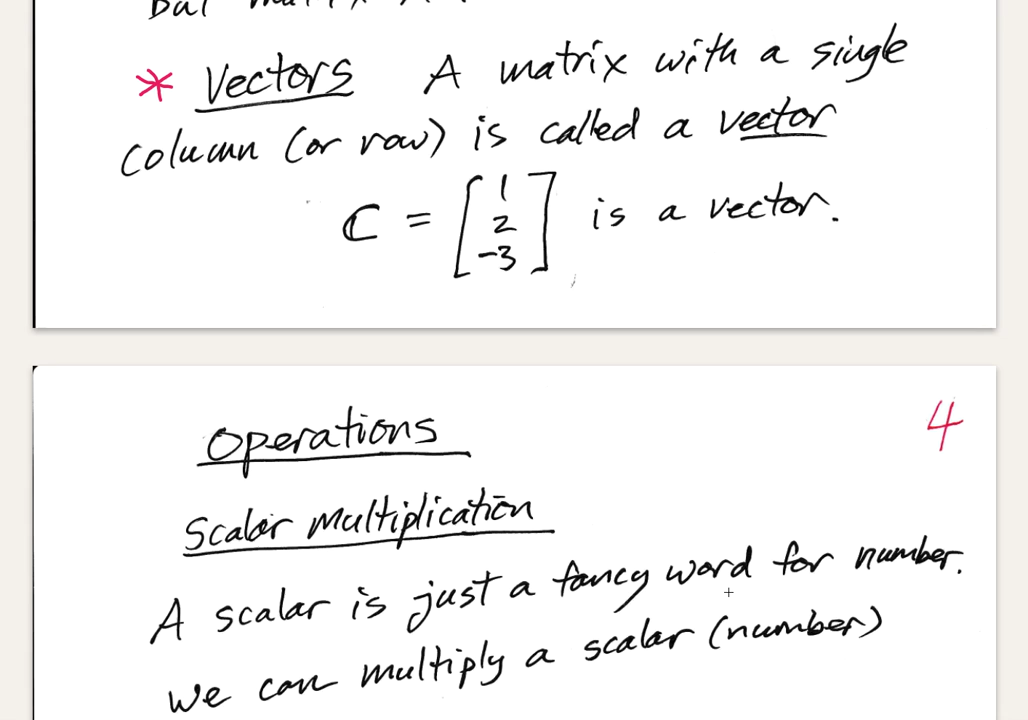 * Vectors A matrix with a single
column (or row) is called a vector
C = [1 2 -3] is a vector.
Operations 4
Scalar Multiplication
A scalar is just a fancy word for number.
We can multiply a scalar (number)